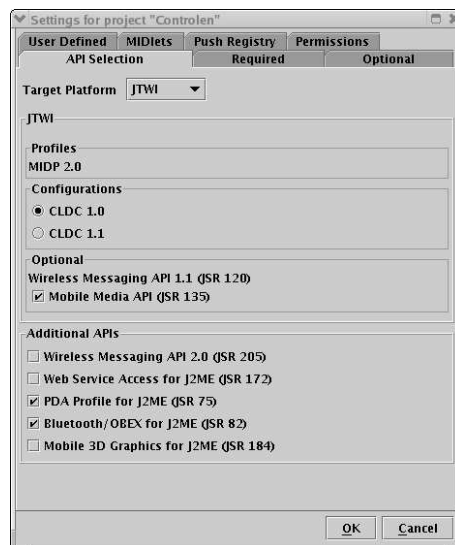 Settings for project "Controlen"
User Defined MIDlets Push Registry Permissions
API Selection Required Optional
Target Platform JTWI
JTWI
Profiles
MIDP 2.0
Configurations
CLDC 1.0
CLDC 1.1
Optional
Wireless Messaging API 1.1 (JSR 120)
Mobile Media API (JSR 135)
Additional APIs
Wireless Messaging API 2.0 (JSR 205)
Web Service Access for J2ME (JSR 172)
PDA Profile for J2ME (JSR 75)
Bluetooth/OBEX for J2ME (JSR 82)
Mobile 3D Graphics for J2ME (JSR 184)
OK Cancel